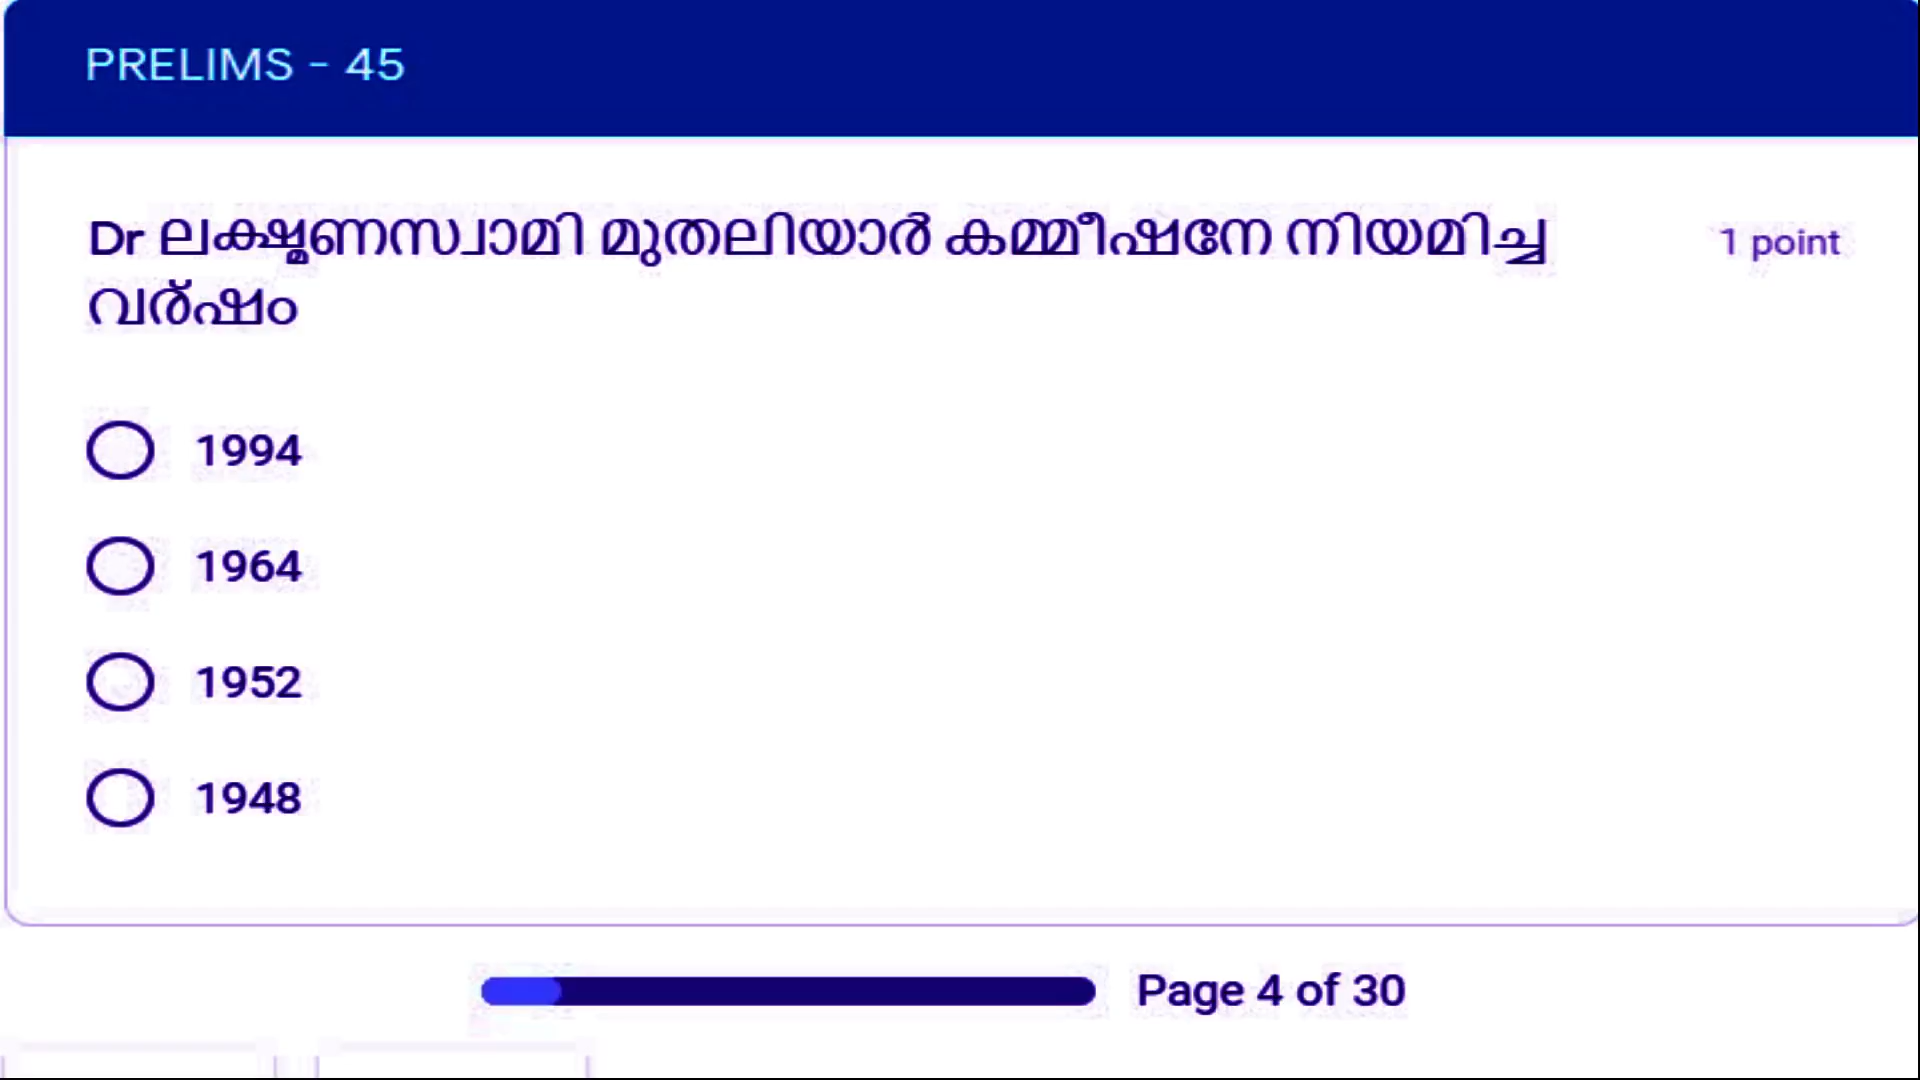 PRELIMS - 45
Dr ലക്ഷ്മണസ്വാമി മുതലിയാർ കമ്മീഷനേ നിയമിച്ച
വർഷം
1 point
1994
1964
1952
1948
Page 4 of 30